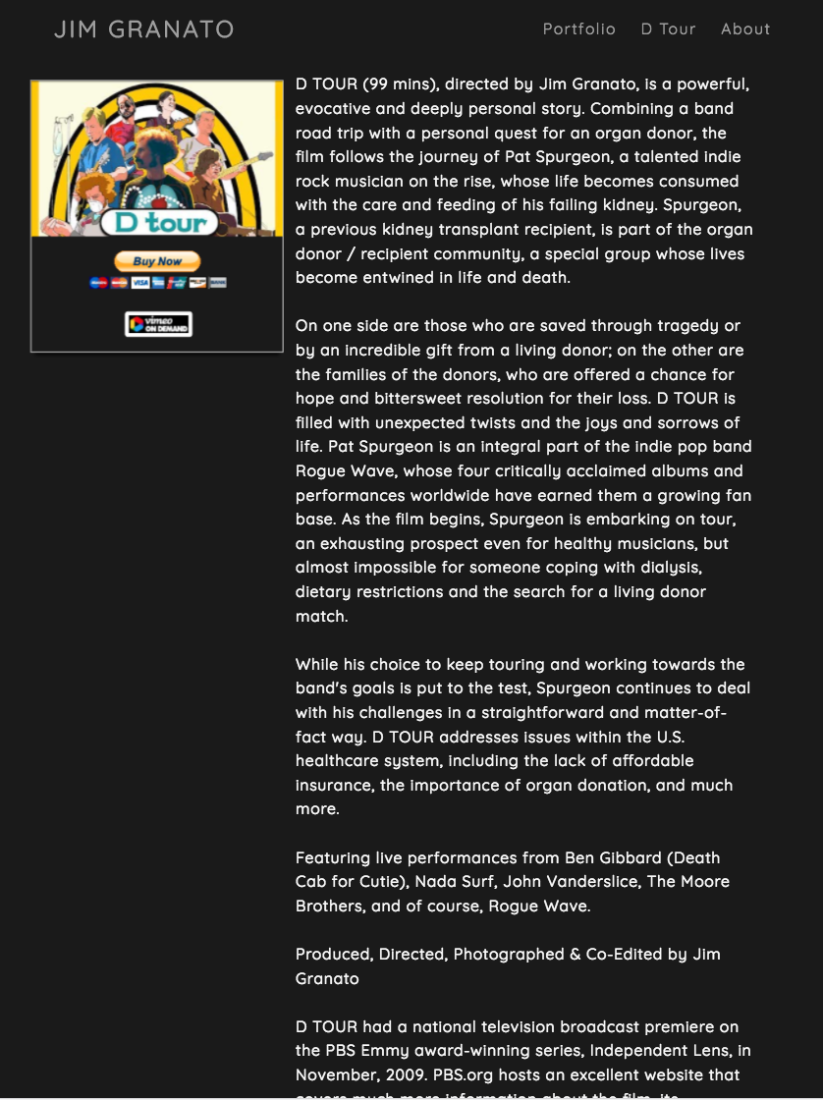 JIM GRANATO
Portfolio D Tour About
D tour
Buy Now
VISA
vimeo
ON DEMAND
D TOUR (99 mins), directed by Jim Granato, is a powerful,
evocative and deeply personal story. Combining a band
road trip with a personal quest for an organ donor, the
film follows the journey of Pat Spurgeon, a talented indie
rock musician on the rise, whose life becomes consumed
with the care and feeding of his failing kidney. Spurgeon,
a previous kidney transplant recipient, is part of the organ
donor / recipient community, a special group whose lives
become entwined in life and death.
On one side are those who are saved through tragedy or
by an incredible gift from a living donor; on the other are
the families of the donors, who are offered a chance for
hope and bittersweet resolution for their loss. D TOUR is
filled with unexpected twists and the joys and sorrows of
life. Pat Spurgeon is an integral part of the indie pop band
Rogue Wave, whose four critically acclaimed albums and
performances worldwide have earned them a growing fan
base. As the film begins, Spurgeon is embarking on tour,
an exhausting prospect even for healthy musicians, but
almost impossible for someone coping with dialysis,
dietary restrictions and the search for a living donor
match.
While his choice to keep touring and working towards the
band's goals is put to the test, Spurgeon continues to deal
with his challenges in a straightforward and matter-of-
fact way. D TOUR addresses issues within the U.S.
healthcare system, including the lack of affordable
insurance, the importance of organ donation, and much
more.
Featuring live performances from Ben Gibbard (Death
Cab for Cutie), Nada Surf, John Vanderslice, The Moore
Brothers, and of course, Rogue Wave.
Produced, Directed, Photographed & Co-Edited by Jim
Granato
D TOUR had a national television broadcast premiere on
the PBS Emmy award-winning series, Independent Lens, in
November, 2009. PBS.org hosts an excellent website that
covers much more information about the film, its